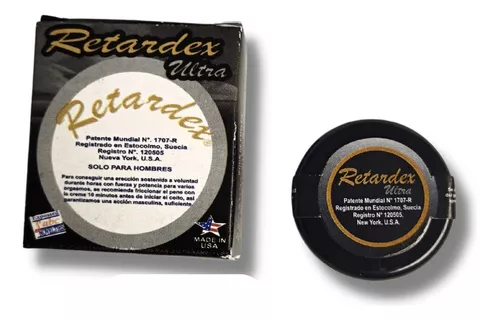 Retardex
Ultra
Retardex
Patente Mundial N°. 1707-R
Registrado en Estocolmo, Suecia
Registro N°. 120505
Nueva York, U.S.A.
SOLO PARA HOMBRES
Para conseguir una erección sostenida a voluntad
durante horas con fuerza y potencia para varios
orgasmos, se recomienda friccionar el pene con
la crema 10 minutos antes de iniciar el coito, así
garantizamos una acción masculina, suficiente.
MADE IN
USA
Retardex
Ultra
Patente Mundial N° 1707-R
Registrado en Estocolmo, Suecia
Registro N° 120505.
New York, U.S.A.